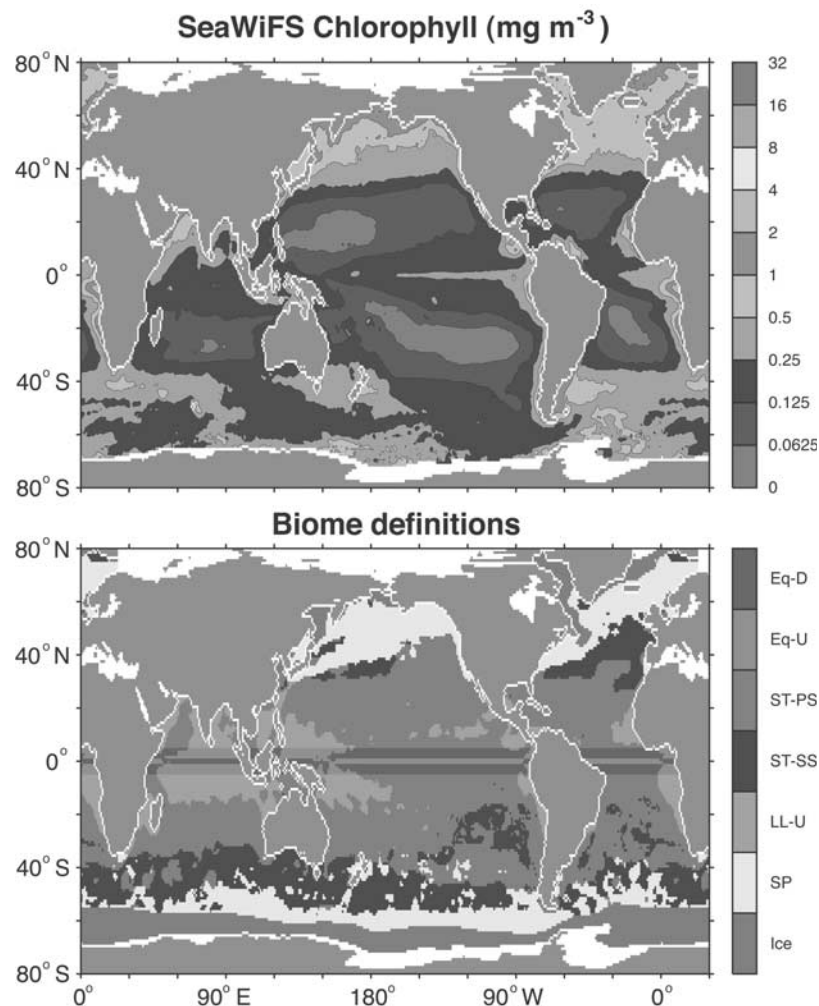 SeaWiFS Chlorophyll (mg m-3)
80°N
40°N
0°
40°S
80°S
32
16
8
4
2
1
0.5
0.25
0.125
0.0625
0
Biome definitions
80°N
40°N
0°
40°S
80°S
0°
90°E
180°
90°W
0°
Eq-D
Eq-U
ST-PS
ST-SS
LL-U
SP
Ice